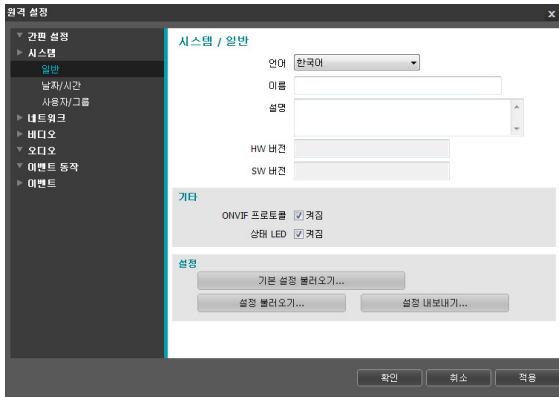 원격 설정
x
간편 설정
시스템
일반
날짜/시간
사용자/그룹
네트워크
비디오
오디오
이벤트 동작
이벤트
시스템 / 일반
언어 한국어
이름
설명
HW 버전
SW 버전
기타
ONVIF 프로토콜 켜짐
상태 LED 켜짐
설정
기본 설정 불러오기...
설정 불러오기... 설정 내보내기...
확인 취소 적용